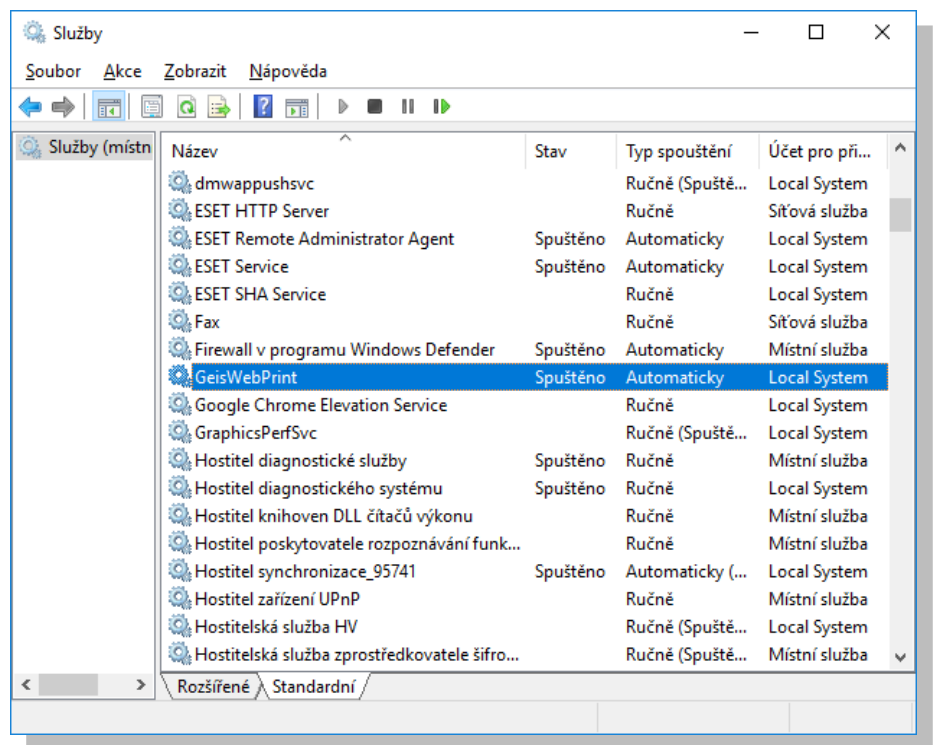 Služby
Soubor Akce Zobrazit Nápověda
Služby (místn
Název Stav Typ spouštění Účet pro při...
dmwappushsvc Ručně (Spuště... Local System
ESET HTTP Server Ručně Síťová služba
ESET Remote Administrator Agent Spuštěno Automaticky Local System
ESET Service Spuštěno Automaticky Local System
ESET SHA Service Ručně Local System
Fax Ručně Síťová služba
Firewall v programu Windows Defender Spuštěno Automaticky Místní služba
GeisWebPrint Spuštěno Automaticky Local System
Google Chrome Elevation Service Ručně Local System
GraphicsPerfSvc Ručně (Spuště... Local System
Hostitel diagnostické služby Spuštěno Ručně Místní služba
Hostitel diagnostického systému Spuštěno Ručně Local System
Hostitel knihoven DLL čítačů výkonu Ručně Místní služba
Hostitel poskytovatele rozpoznávání funk... Ručně Místní služba
Hostitel synchronizace_95741 Spuštěno Automaticky (... Local System
Hostitel zařízení UPnP Ručně Místní služba
Hostitelská služba HV Ručně (Spuště... Local System
Hostitelská služba zprostředkovatele šifro... Ručně (Spuště... Místní služba
Rozšířené Standardní